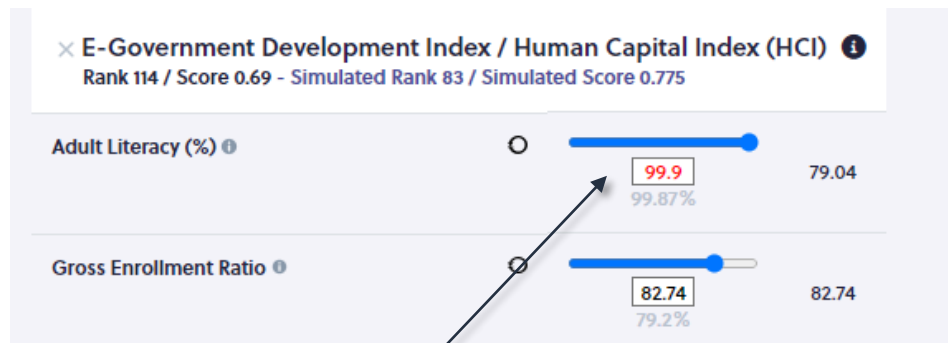 × E-Government Development Index / Human Capital Index (HCI) i
Rank 114 / Score 0.69 - Simulated Rank 83 / Simulated Score 0.775
Adult Literacy (%) i
99.9
79.04
99.87%
Gross Enrollment Ratio i
82.74
82.74
79.2%